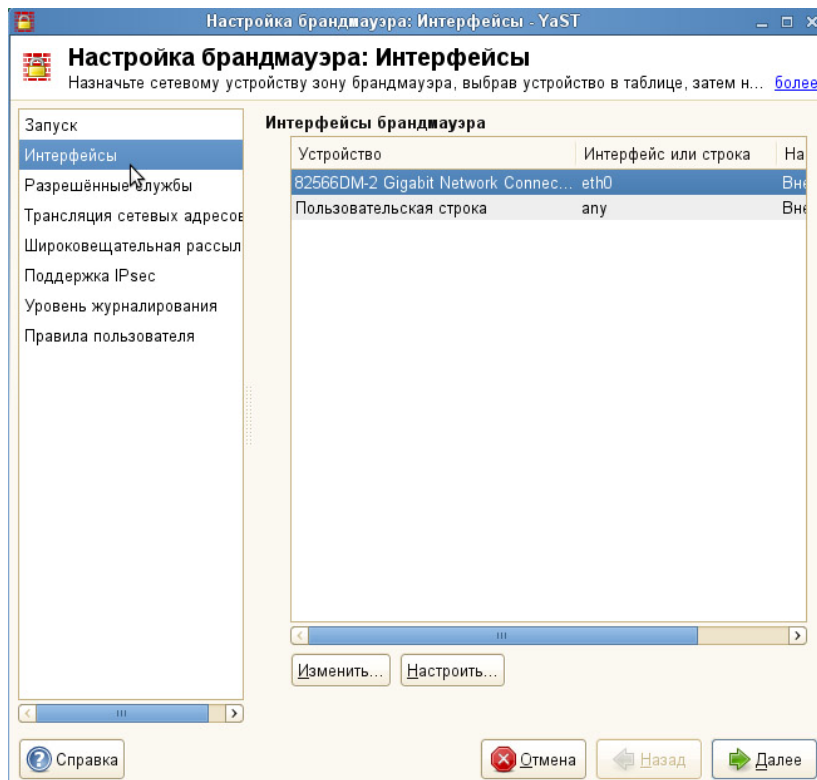 Настройка брандмауэра: Интерфейсы - YaST
Настройка брандмауэра: Интерфейсы
Назначьте сетевому устройству зону брандмауэра, выбрав устройство в таблице, затем н... более
Запуск
Интерфейсы
Разрешённые службы
Трансляция сетевых адресов
Широковещательная рассыл
Поддержка IPsec
Уровень журналирования
Правила пользователя
Интерфейсы брандмауэра
Устройство Интерфейс или строка На
82566DM-2 Gigabit Network Connec... eth0 Вне
Пользовательская строка any Вне
Изменить... Настроить...
Справка Отмена Назад Далее